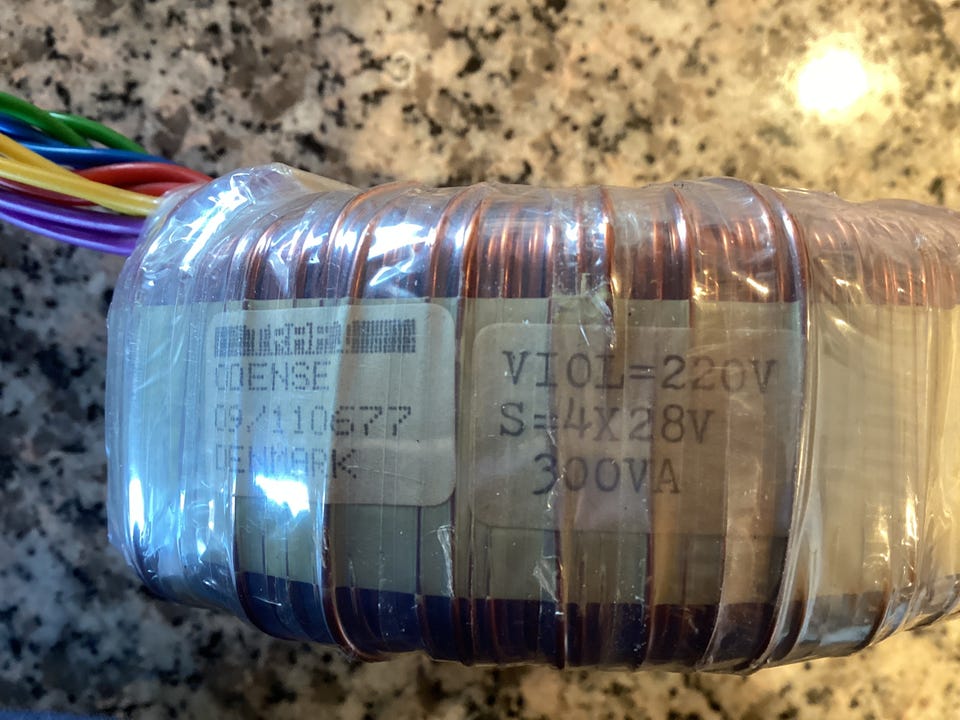 ODENSE
09/110677
DENMARK
VIOL=220V
S=4X28V
300VA